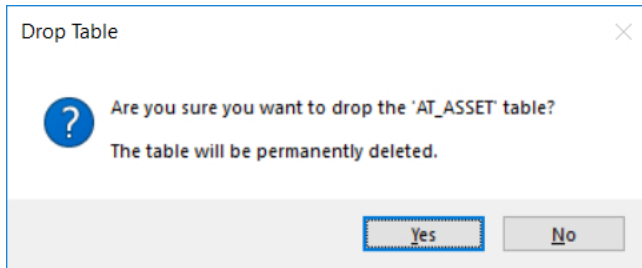 Drop Table
Are you sure you want to drop the 'AT_ASSET' table?
The table will be permanently deleted.
Yes
No